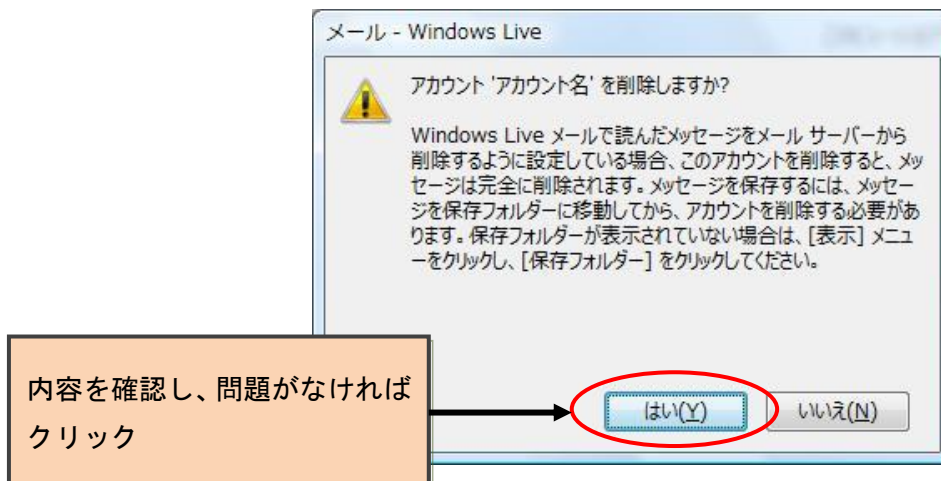 メール - Windows Live
アカウント 'アカウント名' を削除しますか?
Windows Live メールで読んだメッセージをメール サーバーから
削除するように設定している場合、このアカウントを削除すると、メッ
セージは完全に削除されます。メッセージを保存するには、メッセー
ジを保存フォルダーに移動してから、アカウントを削除する必要があ
ります。保存フォルダーが表示されていない場合は、[表示] メニュ
ーをクリックし、[保存フォルダー] をクリックしてください。
内容を確認し、問題がなければ
クリック
はい(Y)
いいえ(N)